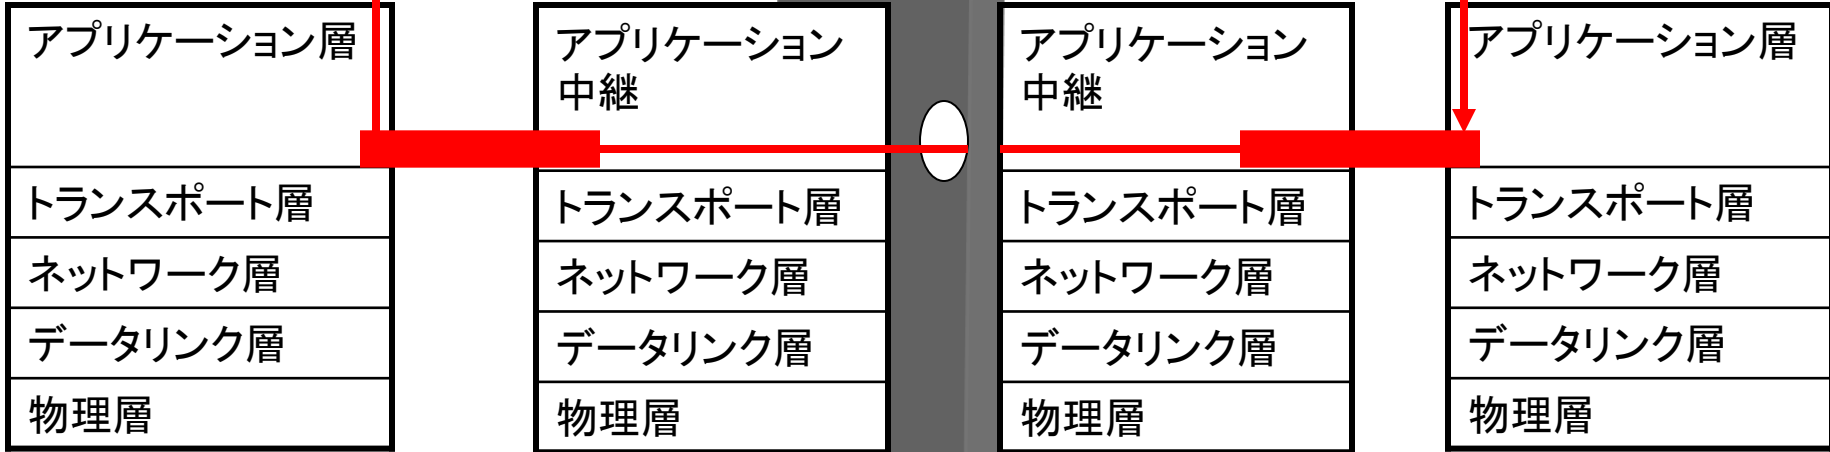 アプリケーション層
トランスポート層
ネットワーク層
データリンク層
物理層
アプリケーション
中継
トランスポート層
ネットワーク層
データリンク層
物理層
アプリケーション
中継
トランスポート層
ネットワーク層
データリンク層
物理層
アプリケーション層
トランスポート層
ネットワーク層
データリンク層
物理層